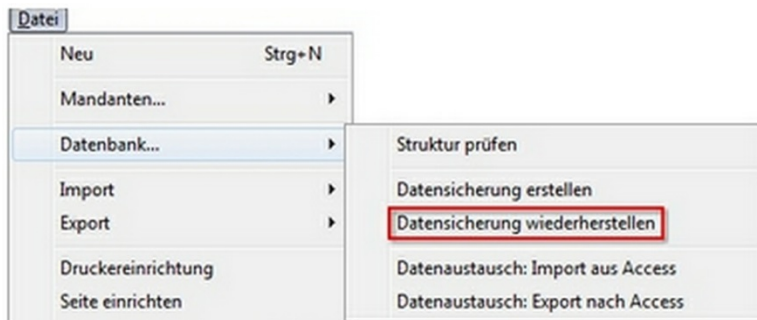 Datei
Neu Strg+N
Mandanten...
Datenbank...
Import
Export
Druckereinrichtung
Seite einrichten
Struktur prüfen
Datensicherung erstellen
Datensicherung wiederherstellen
Datenaustausch: Import aus Access
Datenaustausch: Export nach Access